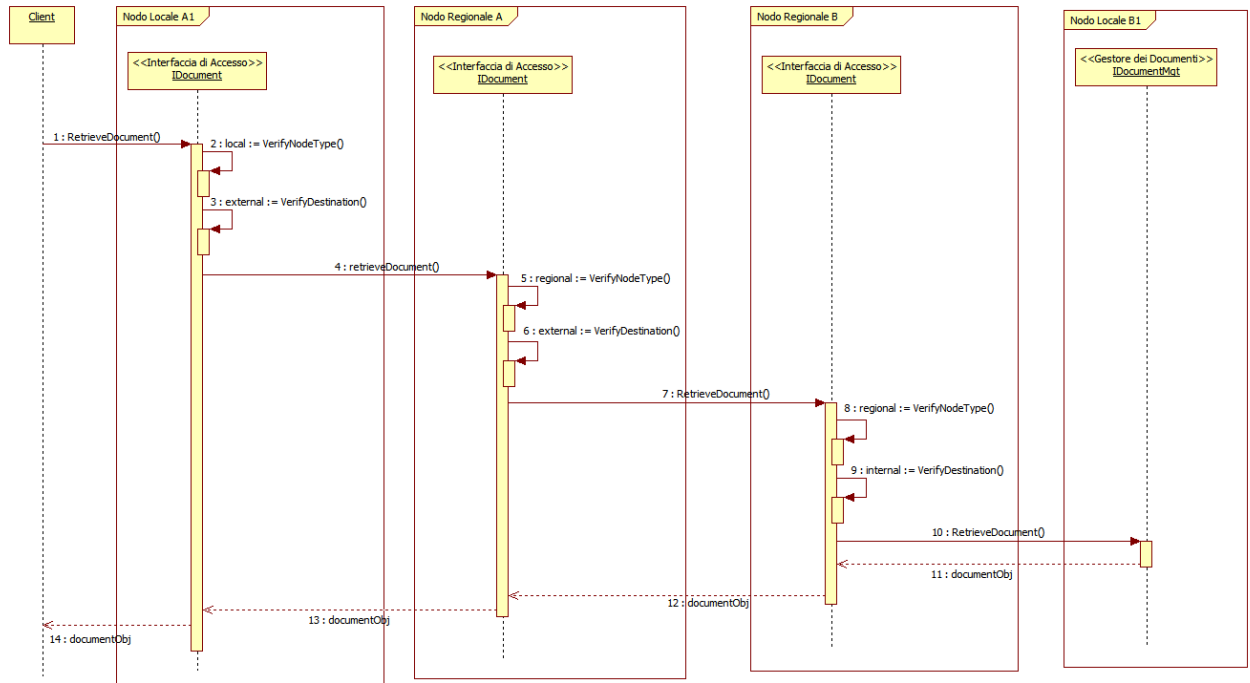 Client
Nodo Locale A1
Nodo Regionale A
Nodo Regionale B
Nodo Locale B1
<<Interfaccia di Accesso>>
IDocument
<<Interfaccia di Accesso>>
IDocument
<<Interfaccia di Accesso>>
IDocument
<<Gestore dei Documenti>>
IDocumentMgt
1 : RetrieveDocument()
2 : local := VerifyNodeType()
3 : external := VerifyDestination()
4 : retrieveDocument()
5 : regional := VerifyNodeType()
6 : external := VerifyDestination()
7 : RetrieveDocument()
8 : regional := VerifyNodeType()
9 : internal := VerifyDestination()
10 : RetrieveDocument()
11 : documentObj
12 : documentObj
13 : documentObj
14 : documentObj